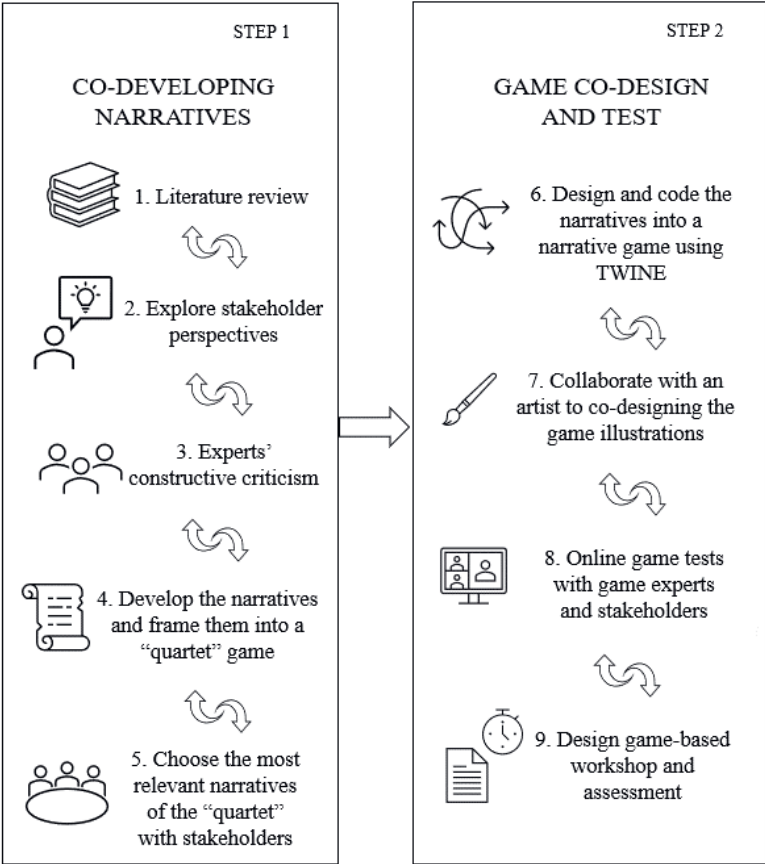 STEP 1
CO-DEVELOPING
NARRATIVES
1. Literature review
2. Explore stakeholder
perspectives
3. Experts’
constructive criticism
4. Develop the narratives
and frame them into a
“quartet” game
5. Choose the most
relevant narratives
of the “quartet”
with stakeholders
STEP 2
GAME CO-DESIGN
AND TEST
6. Design and code the
narratives into a
narrative game using
TWINE
7. Collaborate with an
artist to co-designing the
game illustrations
8. Online game tests
with game experts
and stakeholders
9. Design game-based
workshop and
assessment